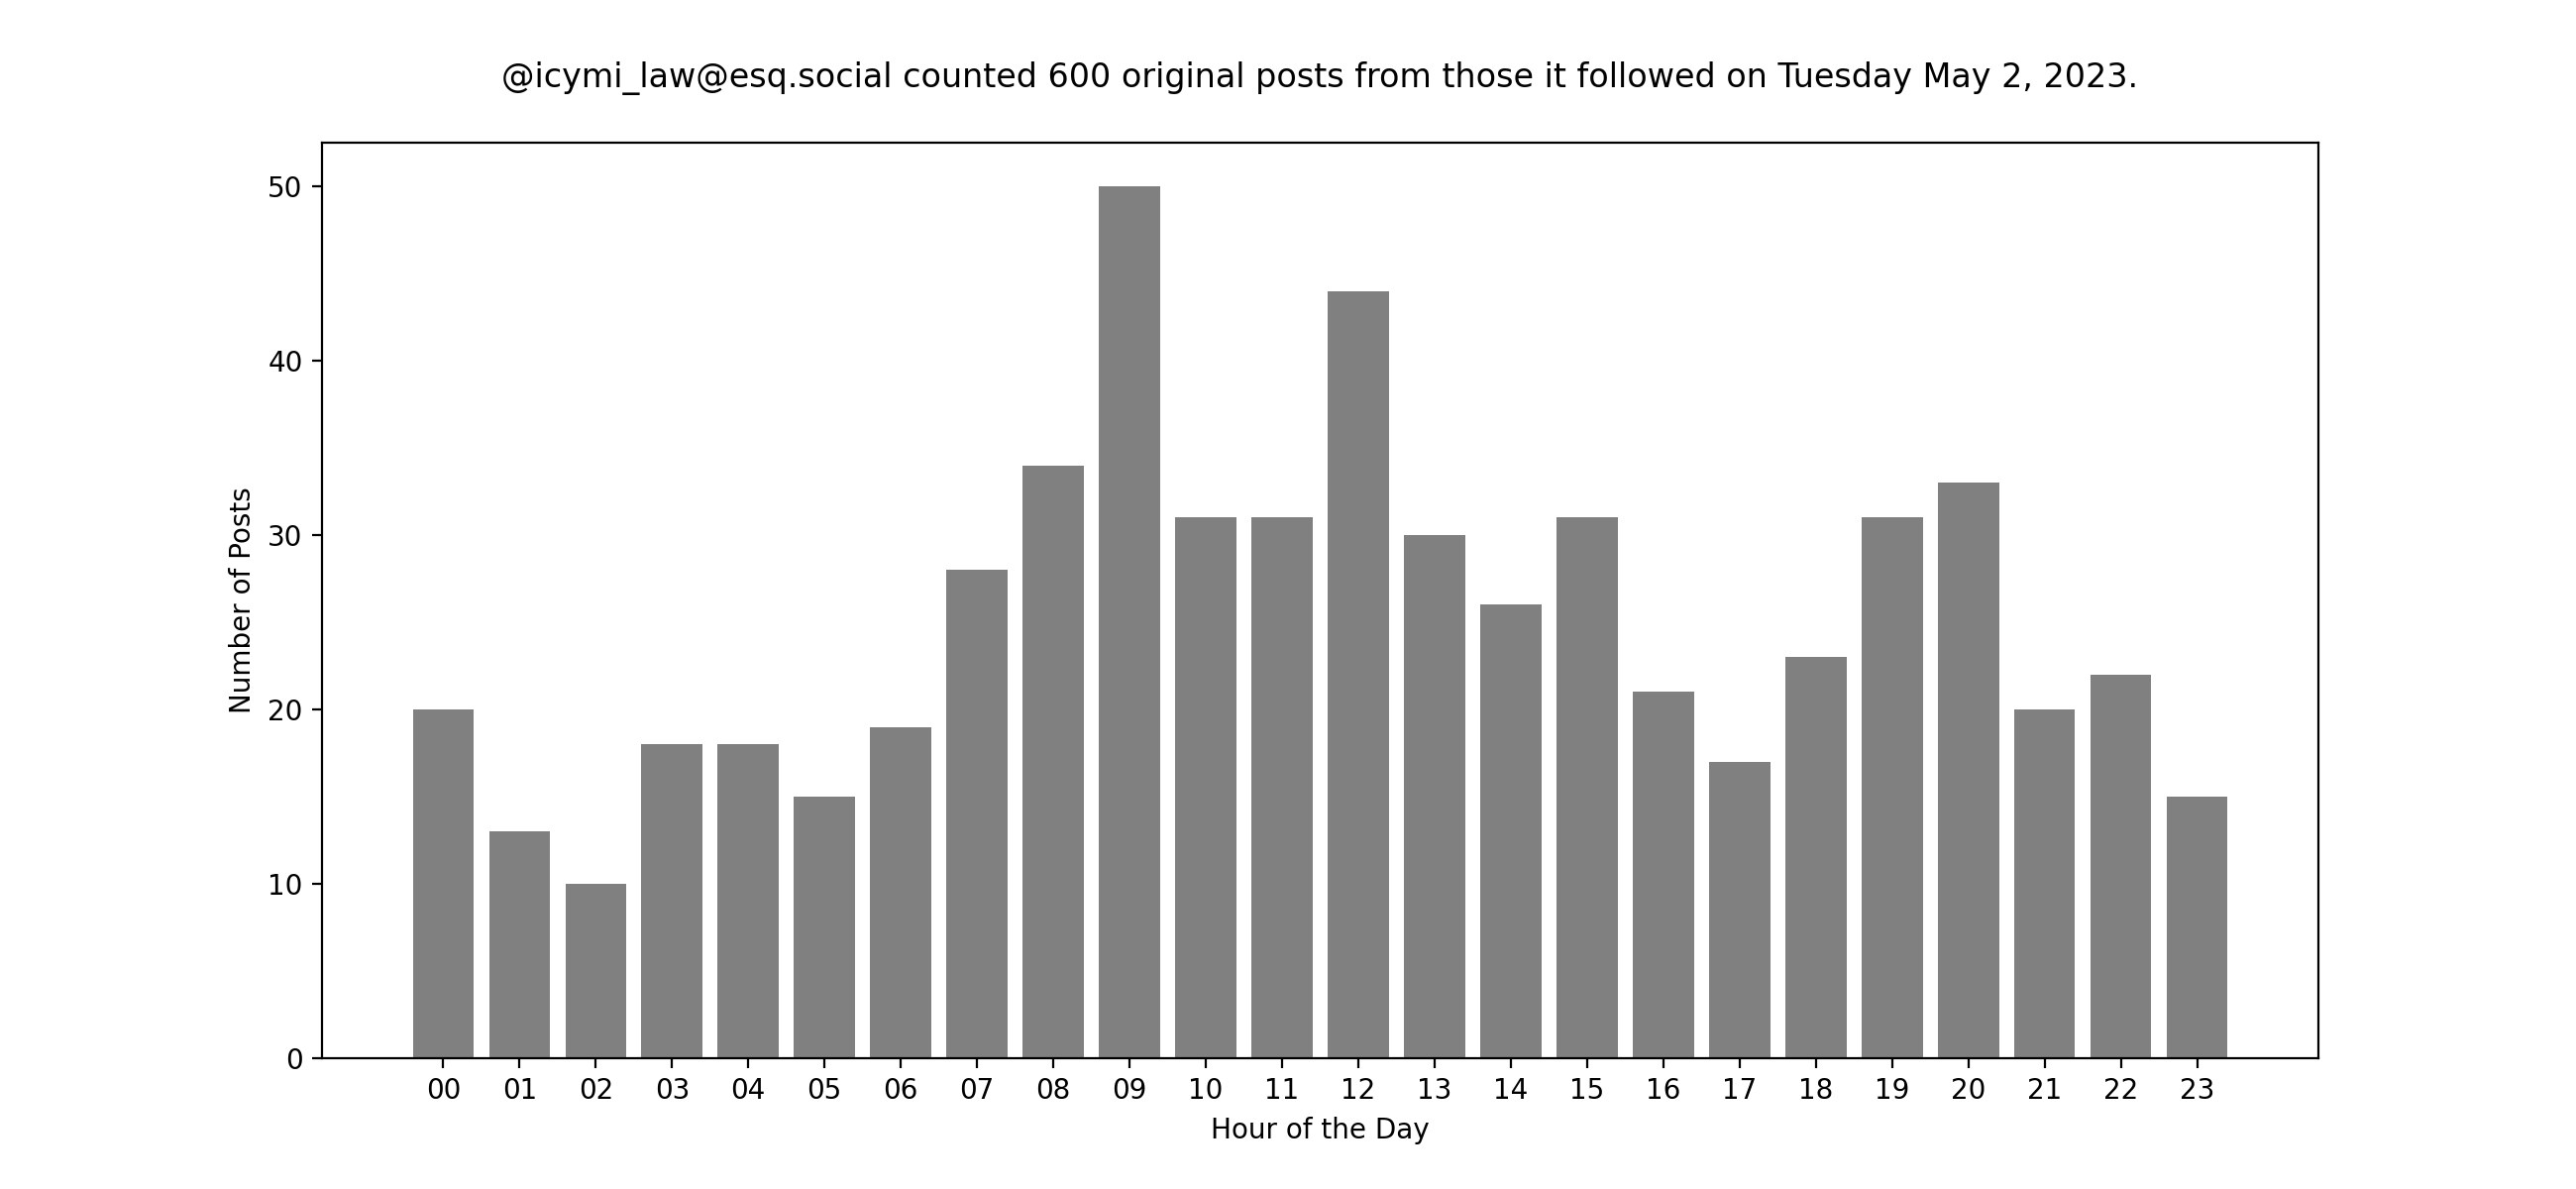 @icymi_law@esq.social counted 600 original posts from those it followed on Tuesday May 2, 2023.
50
40
30
20
10
0
Number of Posts
00 01 02 03 04 05 06 07 08 09 10 11 12 13 14 15 16 17 18 19 20 21 22 23
Hour of the Day